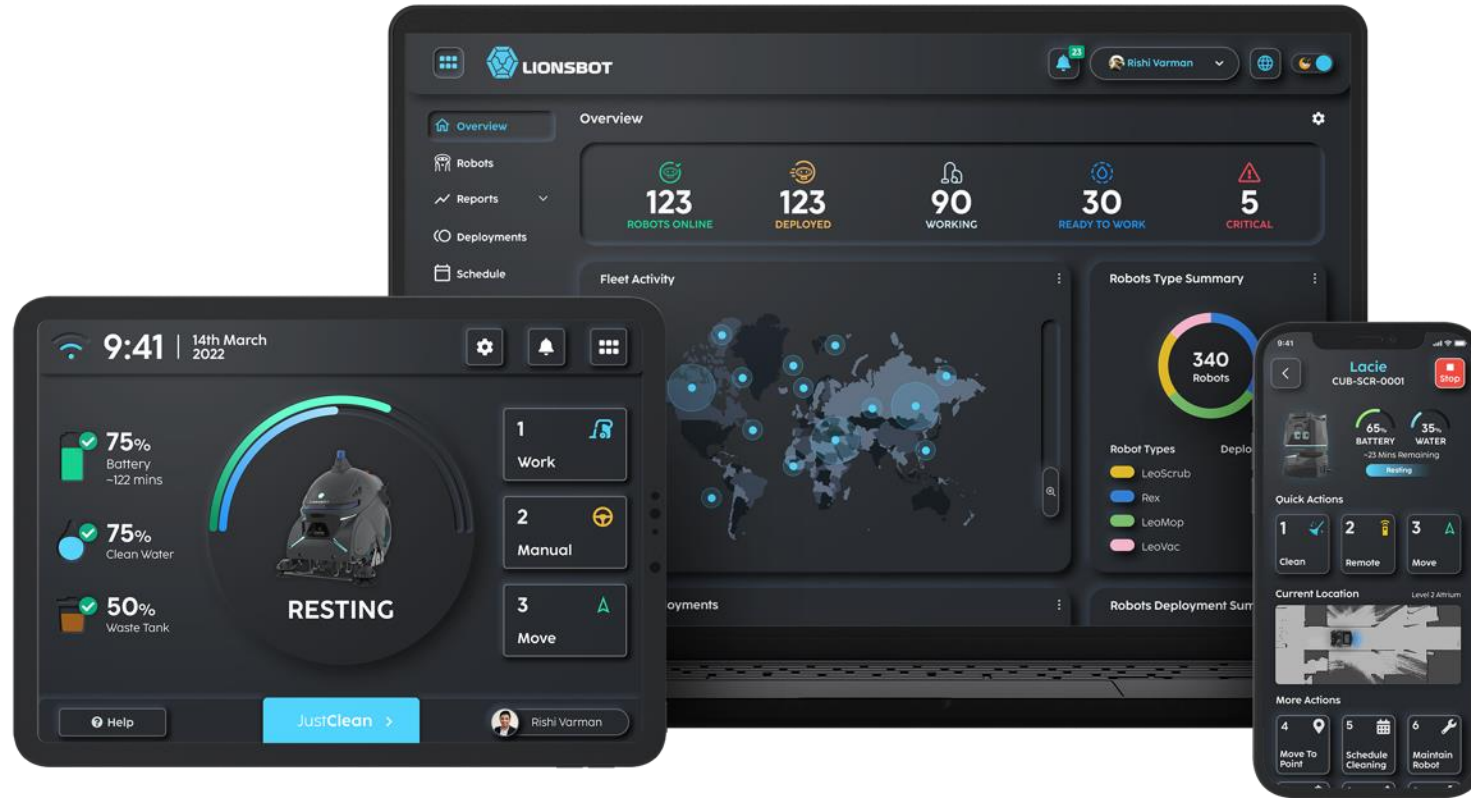 LIONSBOT
23
Rishi Varman
Overview
Robots
Reports
Deployments
Schedule
Overview
123
ROBOTS ONLINE
123
DEPLOYED
90
WORKING
30
READY TO WORK
5
CRITICAL
Fleet Activity
Robots Type Summary
340
Robots
Robot Types
Deplo
LeoScrub
Rex
LeoMop
LeoVac
oyments
Robots Deployment Sum
9:41
14th March
2022
75%
Battery
~122 mins
75%
Clean Water
50%
Waste Tank
RESTING
1
Work
2
Manual
3
Move
Help
JustClean >
Rishi Varman
9:41
Lacie
CUB-SCR-0001
Stop
65%
BATTERY
35%
WATER
~23 Mins Remaining
Resting
Quick Actions
1
Clean
2
Remote
3
Move
Current Location
Level 2 Altrium
More Actions
4
Move To
Point
5
Schedule
Cleaning
6
Maintain
Robot